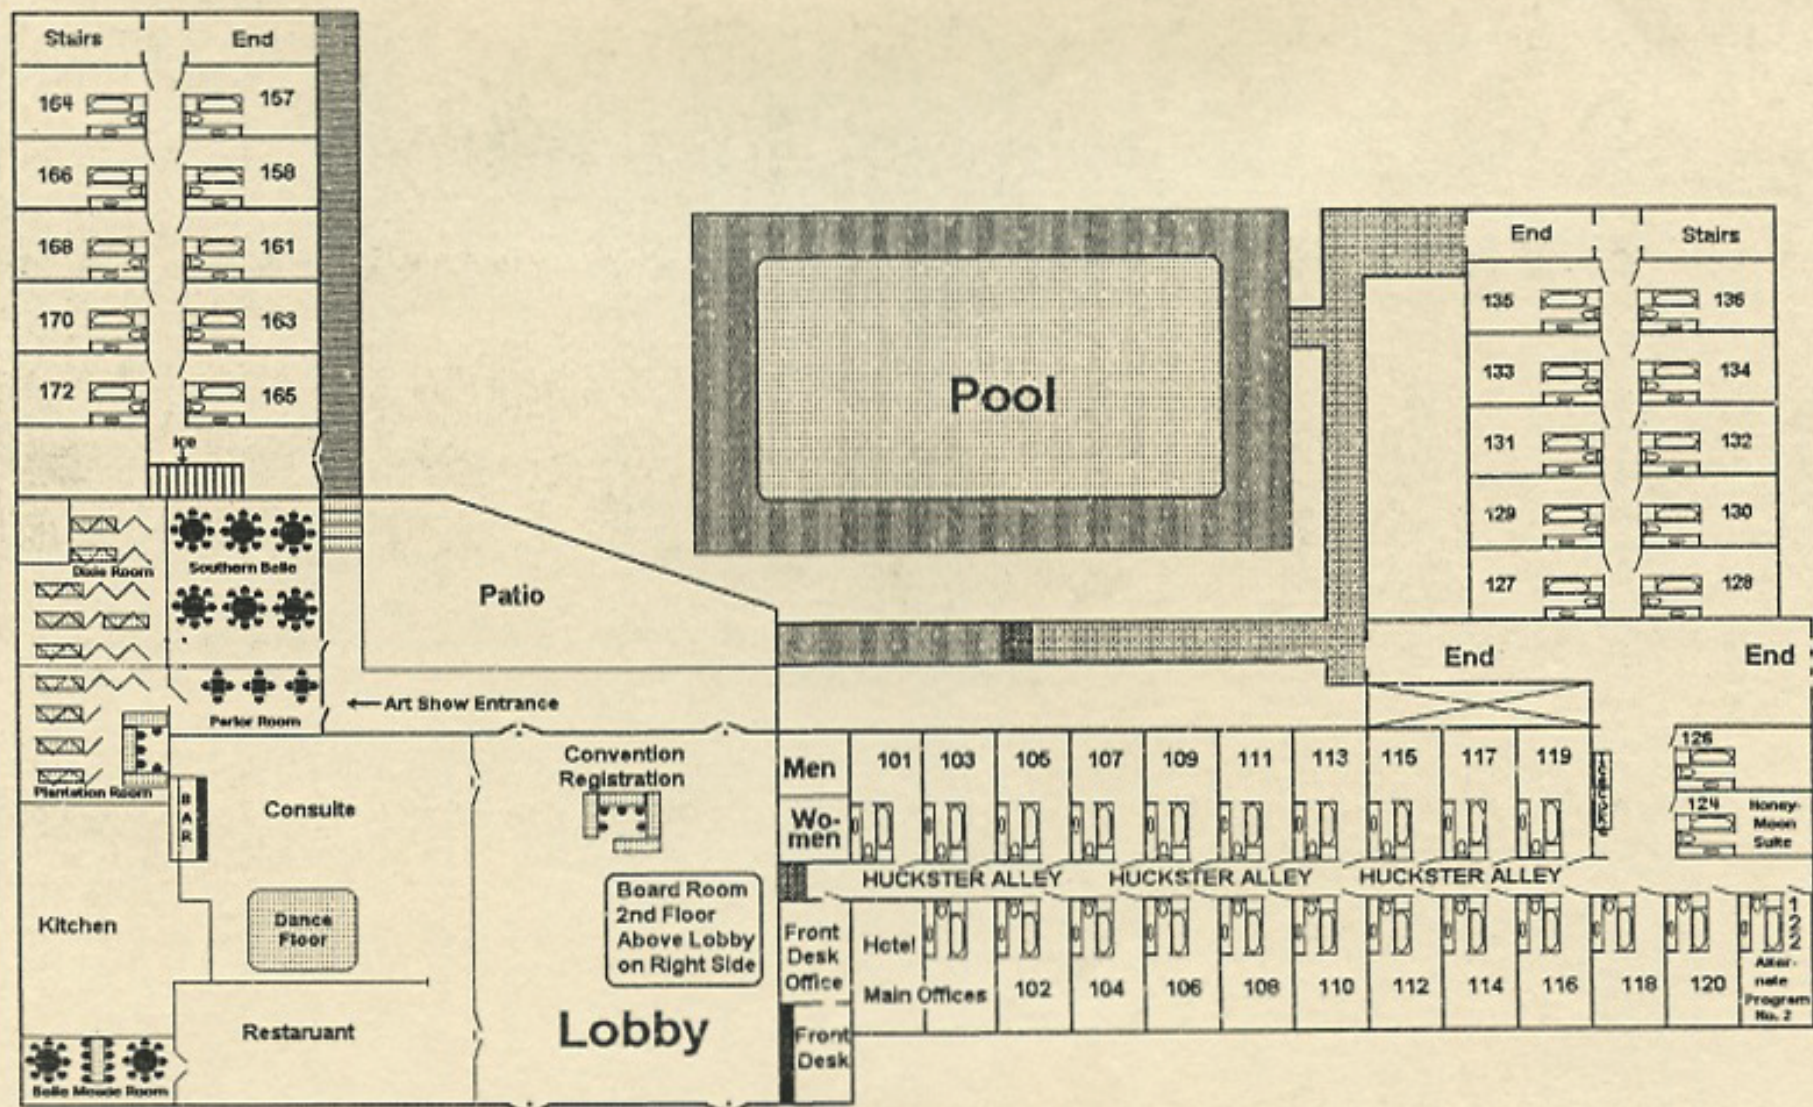 Stairs
End
164
157
166
158
168
161
170
163
172
165
Ice
End
Stairs
135
136
133
134
131
132
129
130
127
128
Pool
Dixie Room
Southern Belle
Patio
End
End
Art Show Entrance
Parlor Room
Plantation Room
BAR
Consuite
Convention
Registration
Men
Wo-
men
101
103
105
107
109
111
113
115
117
119
126
124
Honey-
Moon
Suite
HUCKSTER ALLEY
HUCKSTER ALLEY
HUCKSTER ALLEY
Kitchen
Dance
Floor
Board Room
2nd Floor
Above Lobby
on Right Side
Front
Desk
Office
Hotel
Main Offices
102
104
106
108
110
112
114
116
118
120
122
Alter-
nate
Program
No. 2
Restaruant
Lobby
Front
Desk
Belle Meade Room